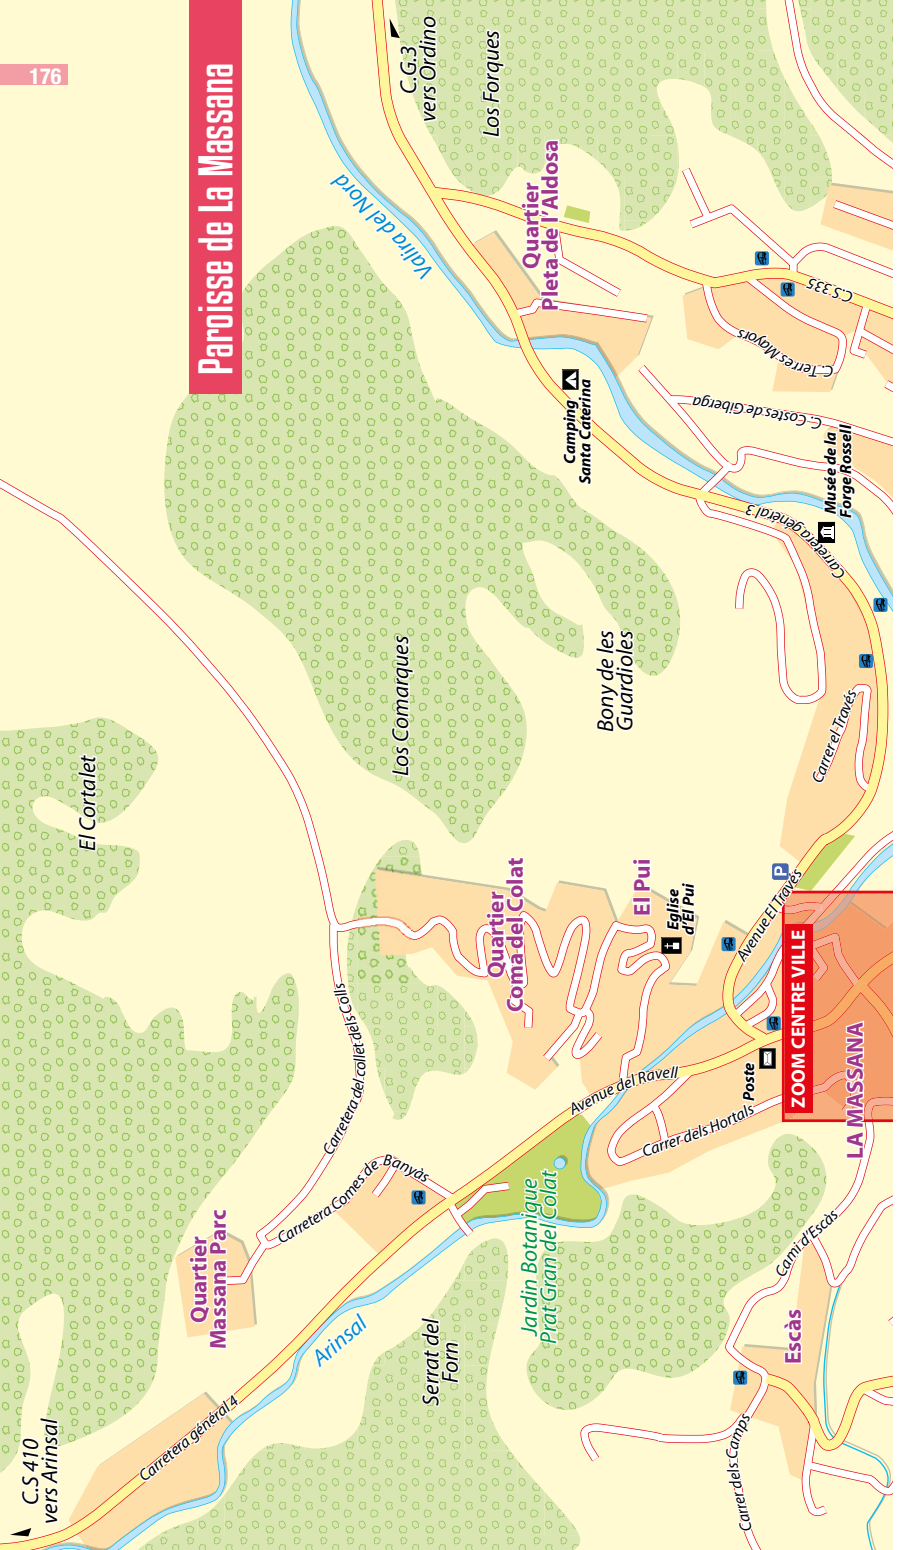 176
Paroisse de La Massana
C.G.3
vers Ordino
Los Forques
Valira del Nord
Quartier
Pleta de l'Aldosa
C.S 335
C. Terres Mayors
C. Costes de Giberga
Camping
Santa Caterina
Musée de la
Forge Rossell
Carretera général 3
Los Comarques
Bony de les
Guardioles
El Cortalet
Carrer el Través
P
Avenue El Través
El Pui
Eglise
d'El Pui
Quartier
Coma del Colat
Carretera del collet dels Colls
ZOOM CENTRE VILLE
LA MASSANA
Poste
Avenue del Ravell
Carrer dels Hortals
Carretera Comes de Banyàs
Quartier
Massana Parc
Jardin Botanique
Prat Gran del Colat
Camí d'Escàs
Escàs
Arinsal
Serrat del
Forn
Carretera général 4
Carrer dels Camps
C.S 410
vers Arinsal